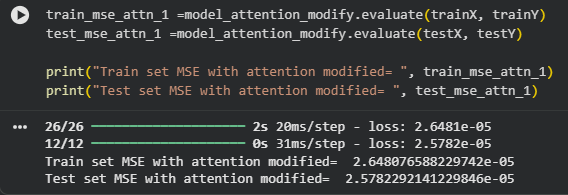 train_mse_attn_1 =model_attention_modify.evaluate(trainX, trainY)
test_mse_attn_1 =model_attention_modify.evaluate(testX, testY)
print("Train set MSE with attention modified= ", train_mse_attn_1)
print("Test set MSE with attention modified= ", test_mse_attn_1)
26/26 ━━━━━━━━━━━━━━━━━━━━ 2s 20ms/step - loss: 2.6481e-05
12/12 ━━━━━━━━━━━━━━━━━━━━ 0s 31ms/step - loss: 2.5782e-05
Train set MSE with attention modified=  2.648076588229742e-05
Test set MSE with attention modified=  2.5782292141229846e-05